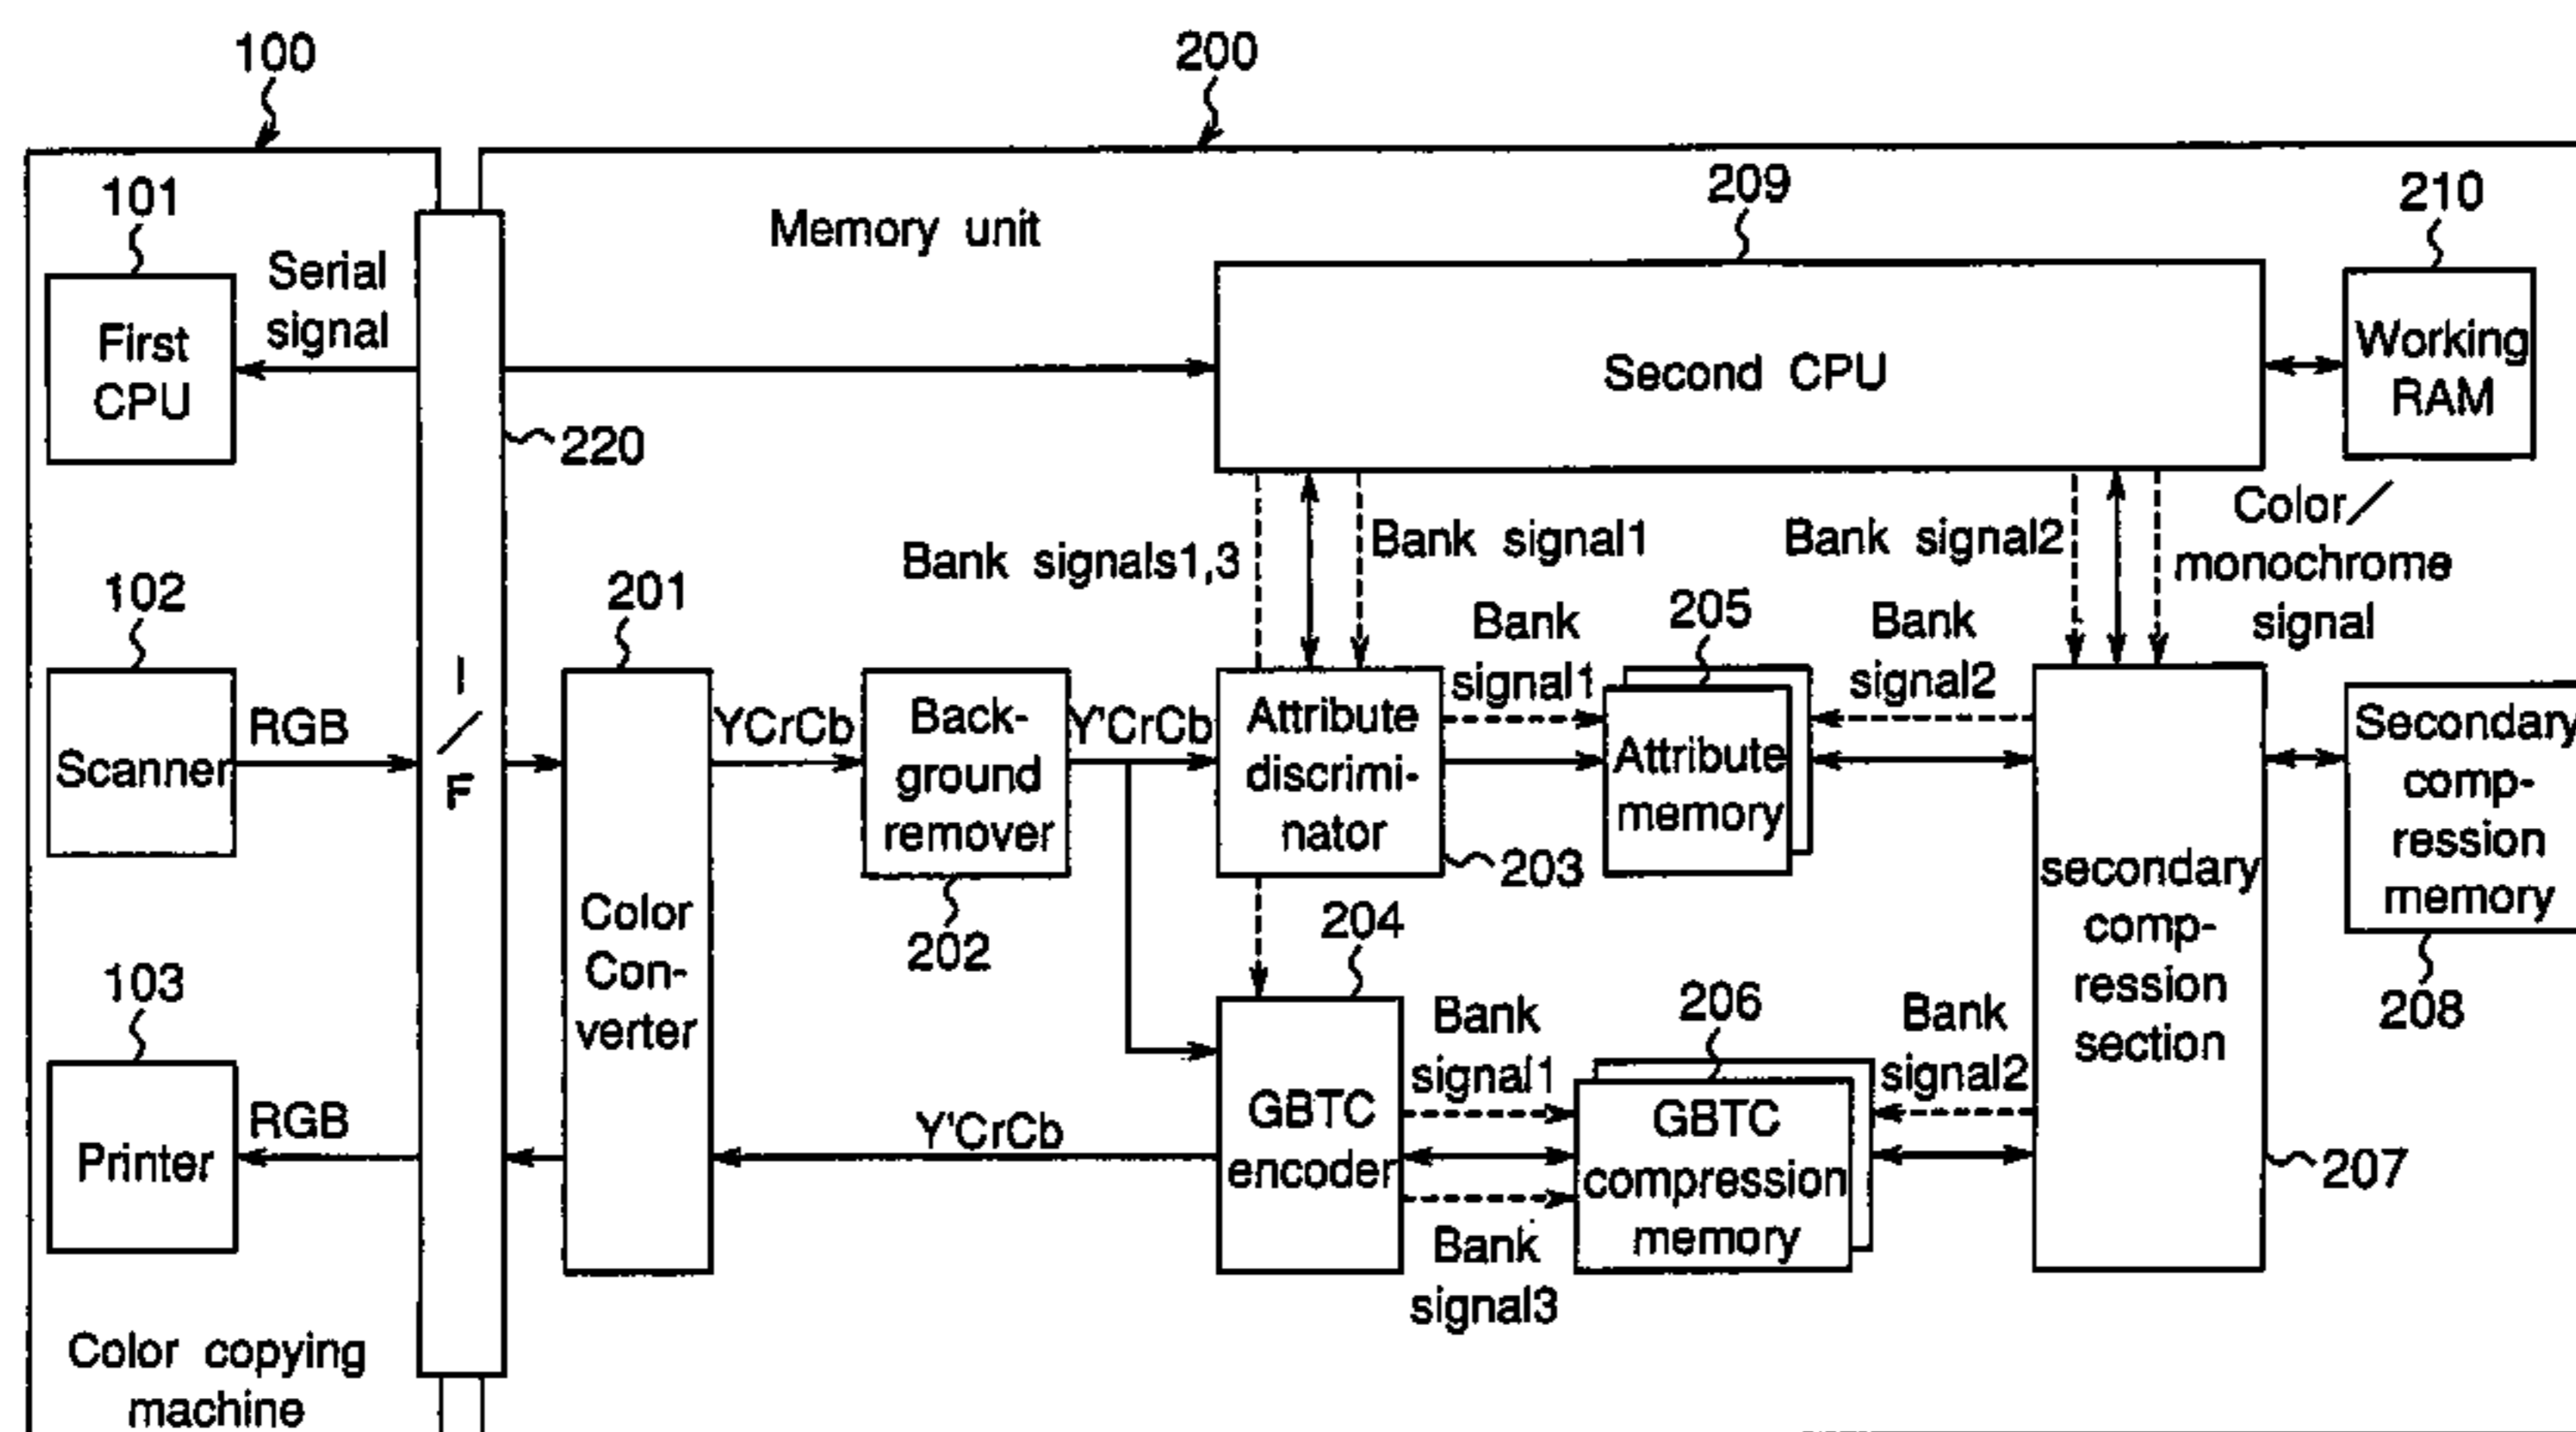 100
200
101
Serial
signal
First
CPU
Memory unit
209
210
Second CPU
Working
RAM
220
Bank signals1,3
Bank signal1
Bank signal2
Color/
monochrome
signal
102
Scanner
RGB
I/F
201
Color
Con-
verter
YCrCb
Back-
ground
remover
202
Y'CrCb
Attribute
discrimi-
nator
203
Bank
signal1
205
Attribute
memory
Bank
signal2
secondary
comp-
ression
section
207
Secondary
comp-
ression
memory
208
103
Printer
RGB
Y'CrCb
204
GBTC
encoder
Bank
signal1
Bank
signal3
206
GBTC
compression
memory
Bank
signal2
Color copying
machine